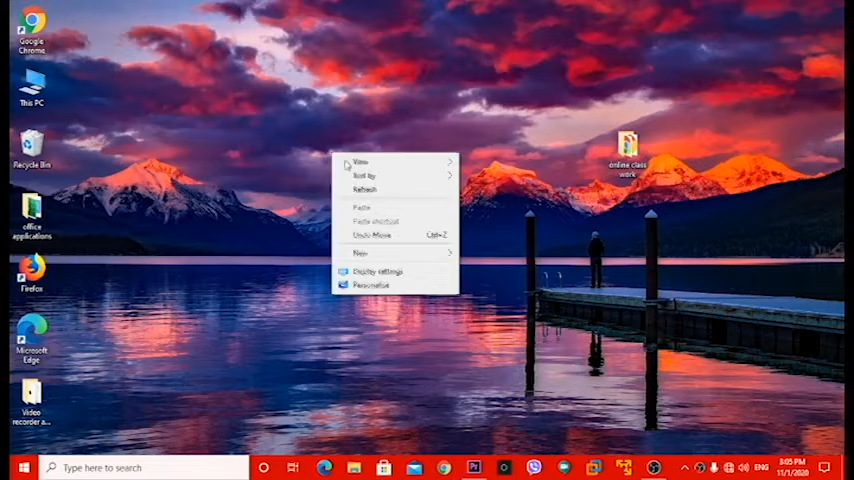 Google
Chrome
This PC
Recycle Bin
office
applications
Firefox
Microsoft
Edge
Video
recorder a...
online class
work
View
Sort by
Refresh
Paste
Paste shortcut
Undo Move Ctrl+Z
New
Display settings
Personalise
Type here to search
Pr
ENG
3:05 PM
11/1/2020